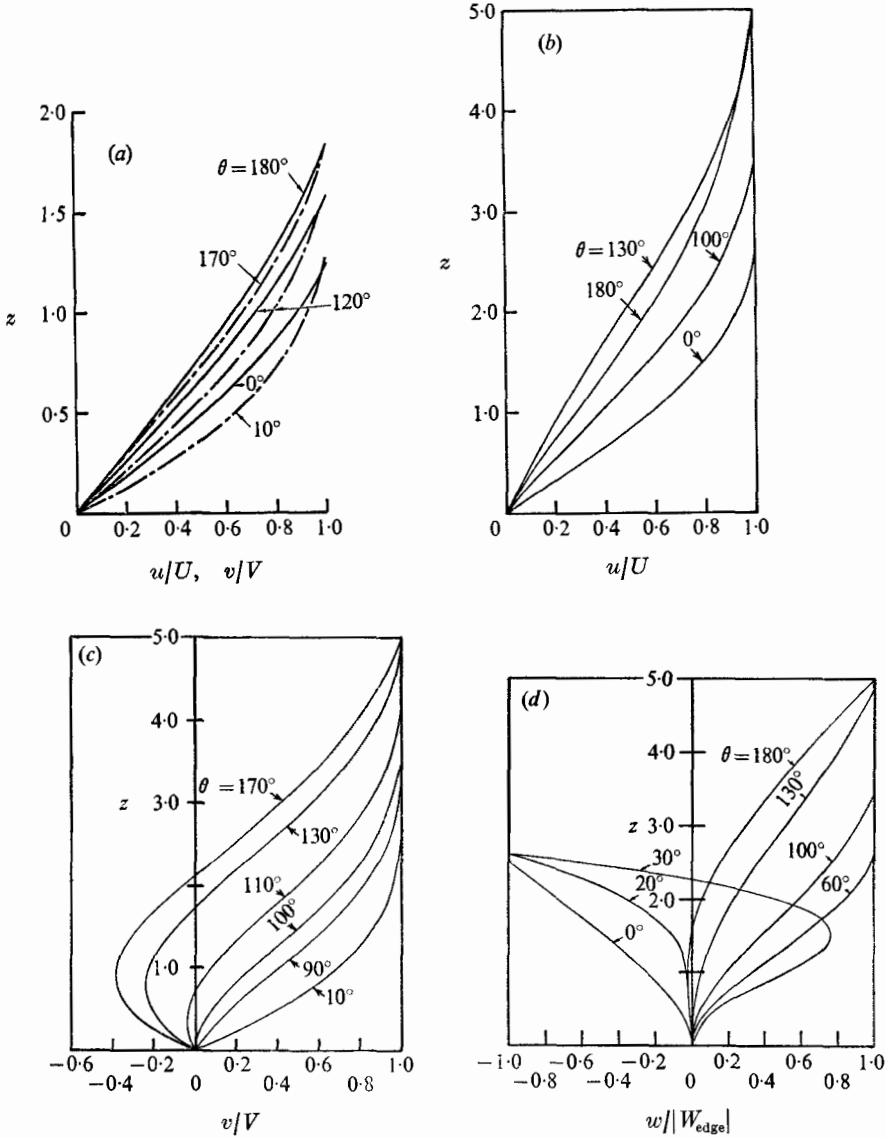 (a)
2·0
1·5
1·0
0·5
z
θ = 180°
170°
120°
0°
10°
0 0·2 0·4 0·6 0·8 1·0
u/U, v/V
(b)
5·0
4·0
3·0
2·0
1·0
z
θ = 130°
180°
100°
0°
0 0·2 0·4 0·6 0·8 1·0
u/U
(c)
5·0
4·0
3·0
1·0
z
θ = 170°
130°
110°
100°
90°
10°
−0·6 −0·2 0·2 0·6 1·0
−0·4 0 0·4 0·8
v/V
(d)
5·0
4·0
3·0
2·0
z
θ = 180°
130°
100°
60°
30°
20°
0°
−1·0 −0·6 −0·2 0·2 0·6 1·0
−0·8 −0·4 0 0·4 0·8
w/|W_edge|